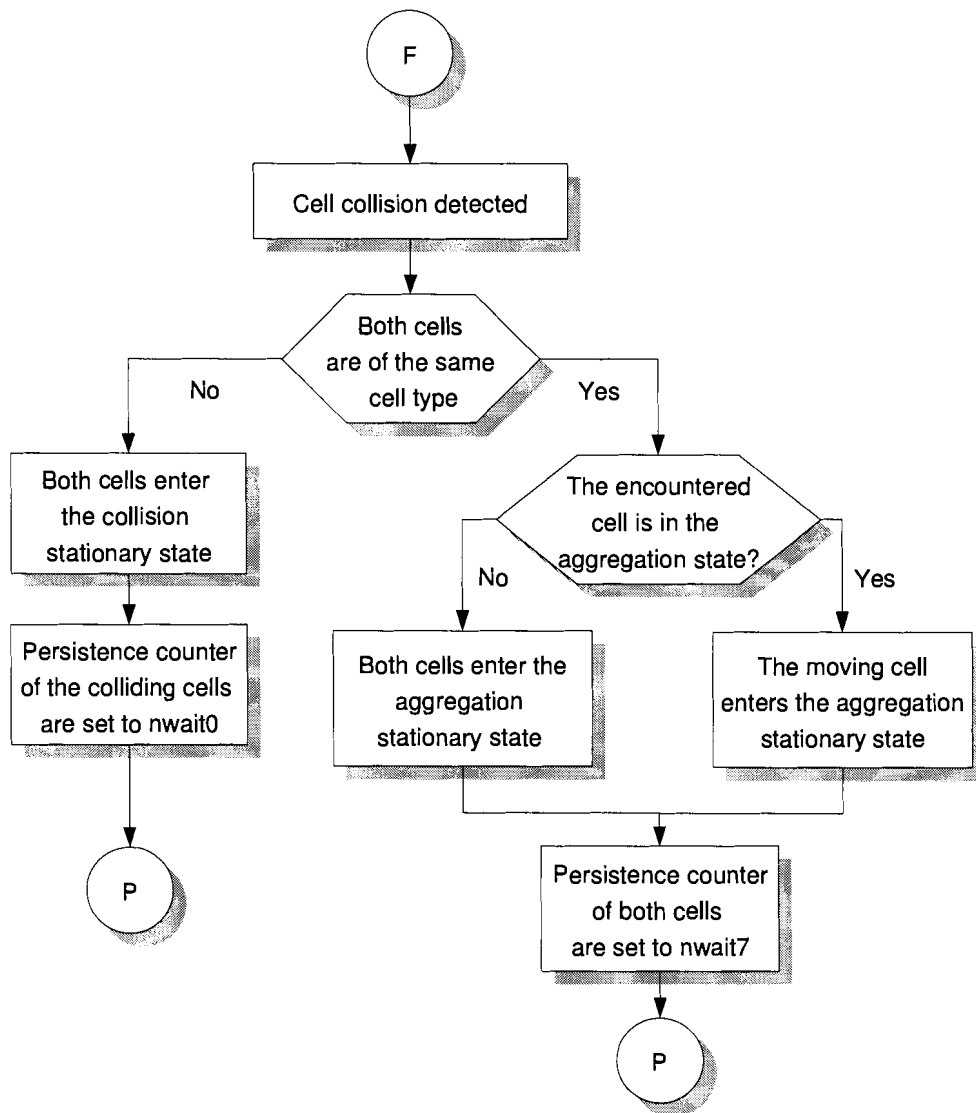 F
Cell collision detected
Both cells
are of the same
cell type
No
Yes
Both cells enter
the collision
stationary state
The encountered
cell is in the
aggregation state?
No
Yes
Persistence counter
of the colliding cells
are set to nwait0
Both cells enter the
aggregation
stationary state
The moving cell
enters the aggregation
stationary state
P
Persistence counter
of both cells
are set to nwait7
P